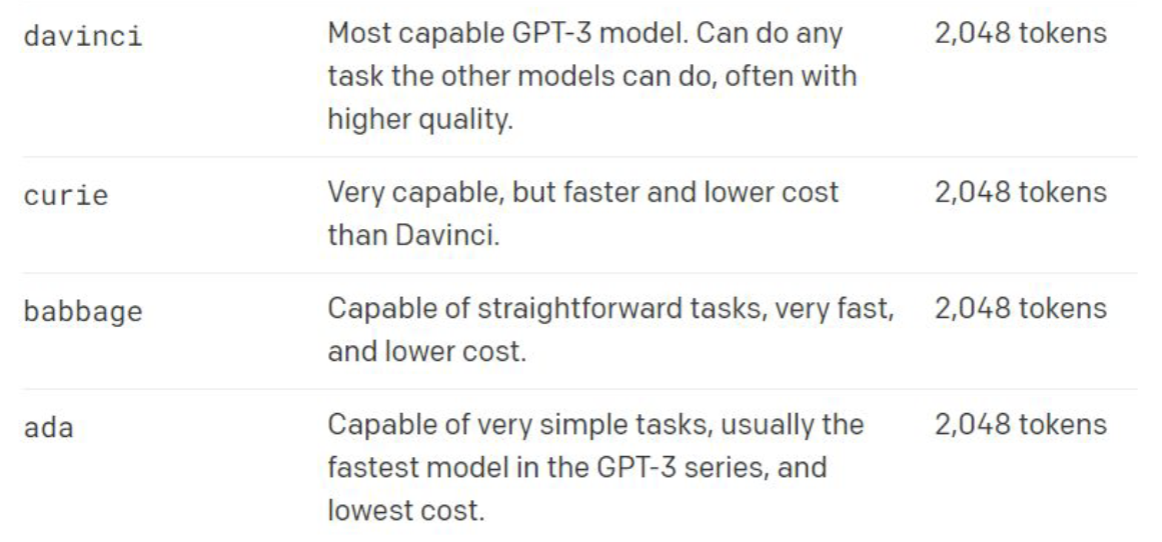 davinci
Most capable GPT-3 model. Can do any
task the other models can do, often with
higher quality.
2,048 tokens
curie
Very capable, but faster and lower cost
than Davinci.
2,048 tokens
babbage
Capable of straightforward tasks, very fast,
and lower cost.
2,048 tokens
ada
Capable of very simple tasks, usually the
fastest model in the GPT-3 series, and
lowest cost.
2,048 tokens